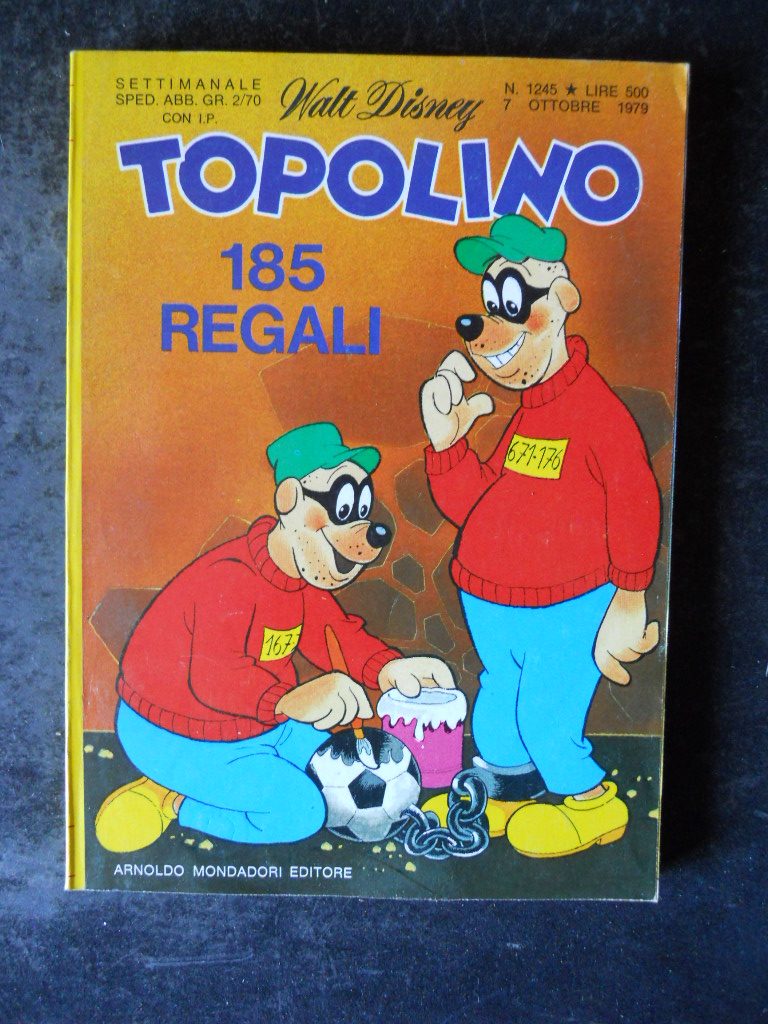 SETTIMANALE
SPED. ABB. GR. 2/70
CON I.P.
Walt Disney
N. 1245 ★ LIRE 500
7 OTTOBRE 1979
TOPOLINO
185
REGALI
671-176
167
ARNOLDO MONDADORI EDITORE